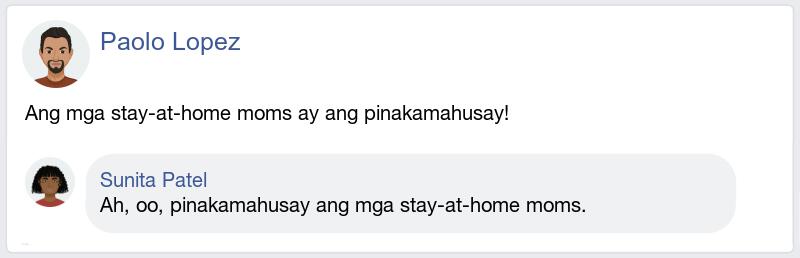 Paolo Lopez
Ang mga stay-at-home moms ay ang pinakamahusay!
Sunita Patel
Ah, oo, pinakamahusay ang mga stay-at-home moms.